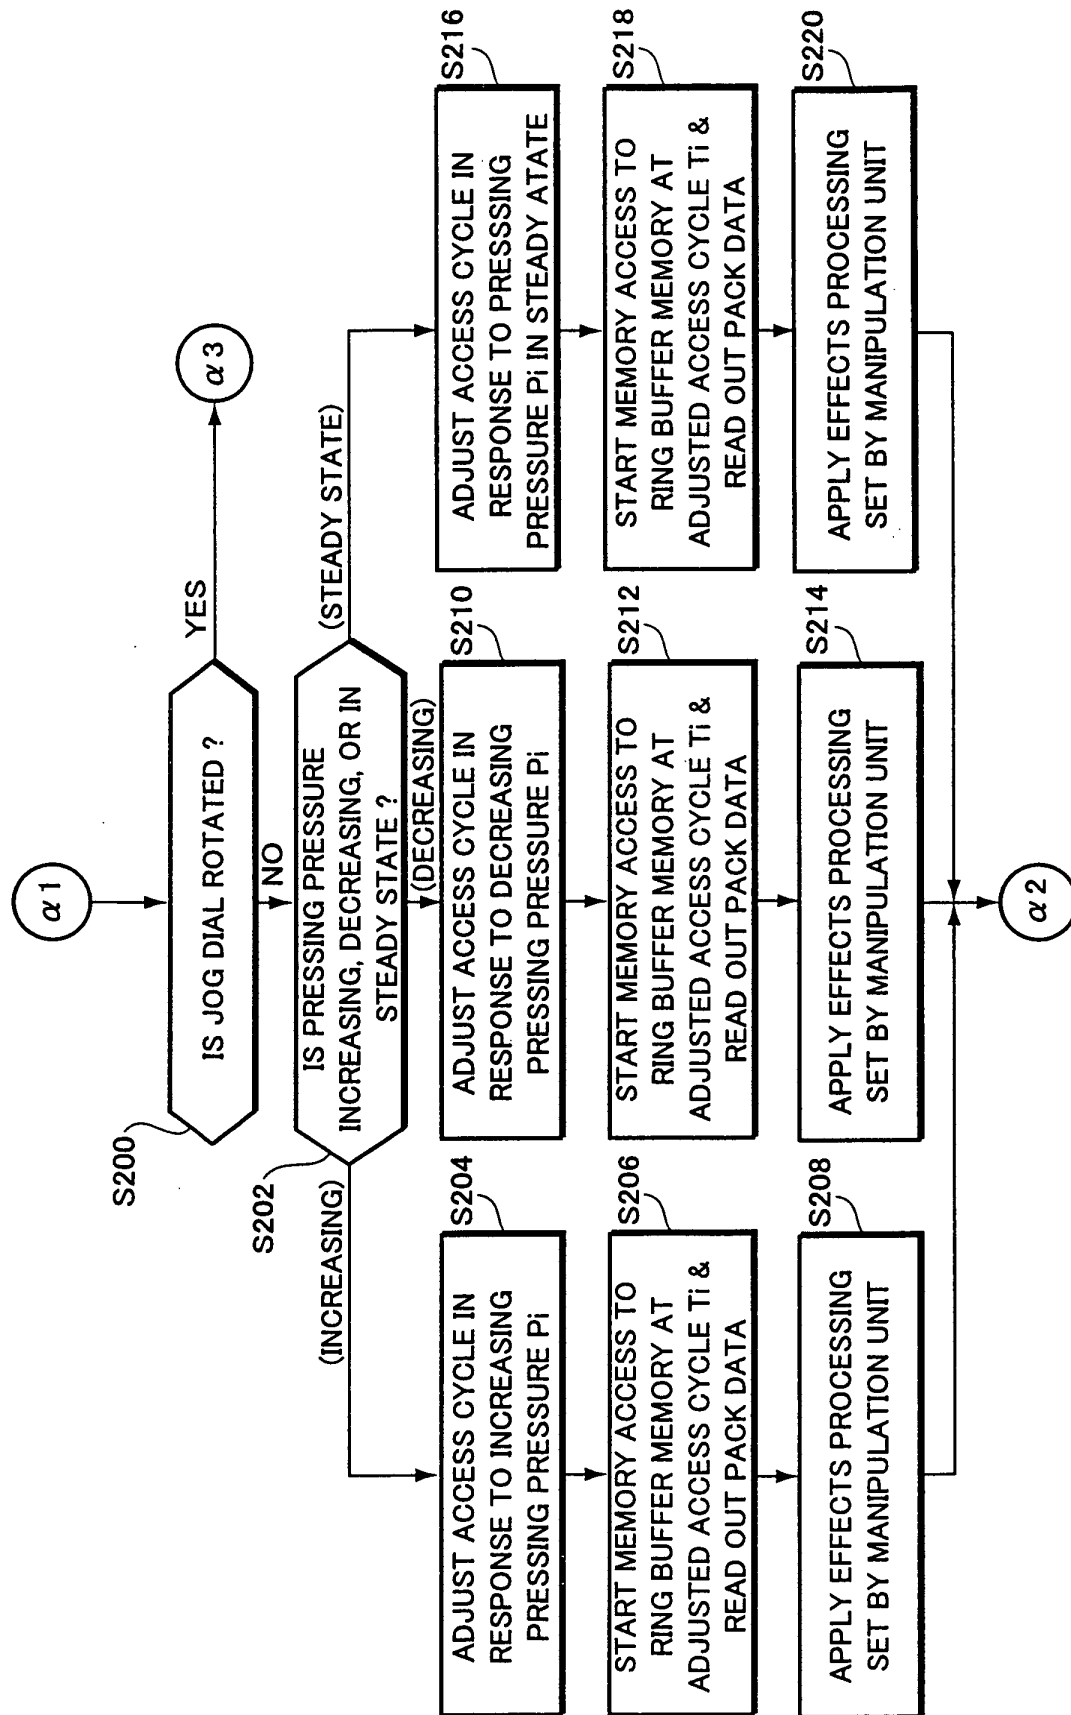 α1
S200
IS JOG DIAL ROTATED ?
YES
α3
NO
S202
IS PRESSING PRESSURE
INCREASING, DECREASING, OR IN
STEADY STATE ?
(INCREASING)
(DECREASING)
(STEADY STATE)
S204
ADJUST ACCESS CYCLE IN
RESPONSE TO INCREASING
PRESSING PRESSURE Pi
S206
START MEMORY ACCESS TO
RING BUFFER MEMORY AT
ADJUSTED ACCESS CYCLE Ti &
READ OUT PACK DATA
S208
APPLY EFFECTS PROCESSING
SET BY MANIPULATION UNIT
S210
ADJUST ACCESS CYCLE IN
RESPONSE TO DECREASING
PRESSING PRESSURE Pi
S212
START MEMORY ACCESS TO
RING BUFFER MEMORY AT
ADJUSTED ACCESS CYCLE Ti &
READ OUT PACK DATA
S214
APPLY EFFECTS PROCESSING
SET BY MANIPULATION UNIT
S216
ADJUST ACCESS CYCLE IN
RESPONSE TO PRESSSING
PRESSURE Pi IN STEADY ATATE
S218
START MEMORY ACCESS TO
RING BUFFER MEMORY AT
ADJUSTED ACCESS CYCLE Ti &
READ OUT PACK DATA
S220
APPLY EFFECTS PROCESSING
SET BY MANIPULATION UNIT
α2